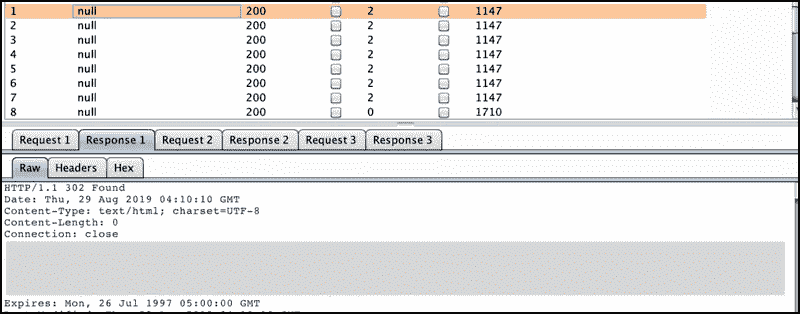 1 null 200 2 1147
2 null 200 2 1147
3 null 200 2 1147
4 null 200 2 1147
5 null 200 2 1147
6 null 200 2 1147
7 null 200 2 1147
8 null 200 0 1710
Request 1 Response 1 Request 2 Response 2 Request 3 Response 3
Raw Headers Hex
HTTP/1.1 302 Found
Date: Thu, 29 Aug 2019 04:10:10 GMT
Content-Type: text/html; charset=UTF-8
Content-Length: 0
Connection: close
Expires: Mon, 26 Jul 1997 05:00:00 GMT